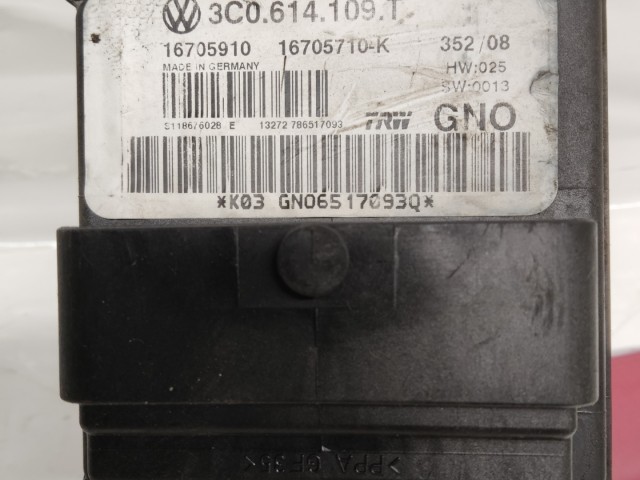 3C0.614.109.T
16705910 16705710-K 352/08
MADE IN GERMANY HW:025
SW:0013
S118676028 E 13272 786517093 TRW GNO
*K03 GNO6517093Q*
>PPA GF35<